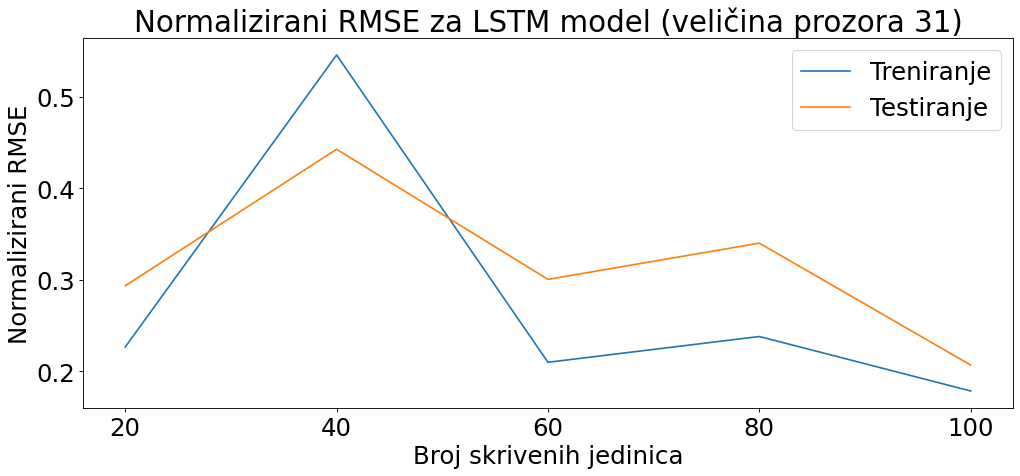 Normalizirani RMSE za LSTM model (veličina prozora 31)
Treniranje
Testiranje
Normalizirani RMSE
0.5
0.4
0.3
0.2
20 40 60 80 100
Broj skrivenih jedinica